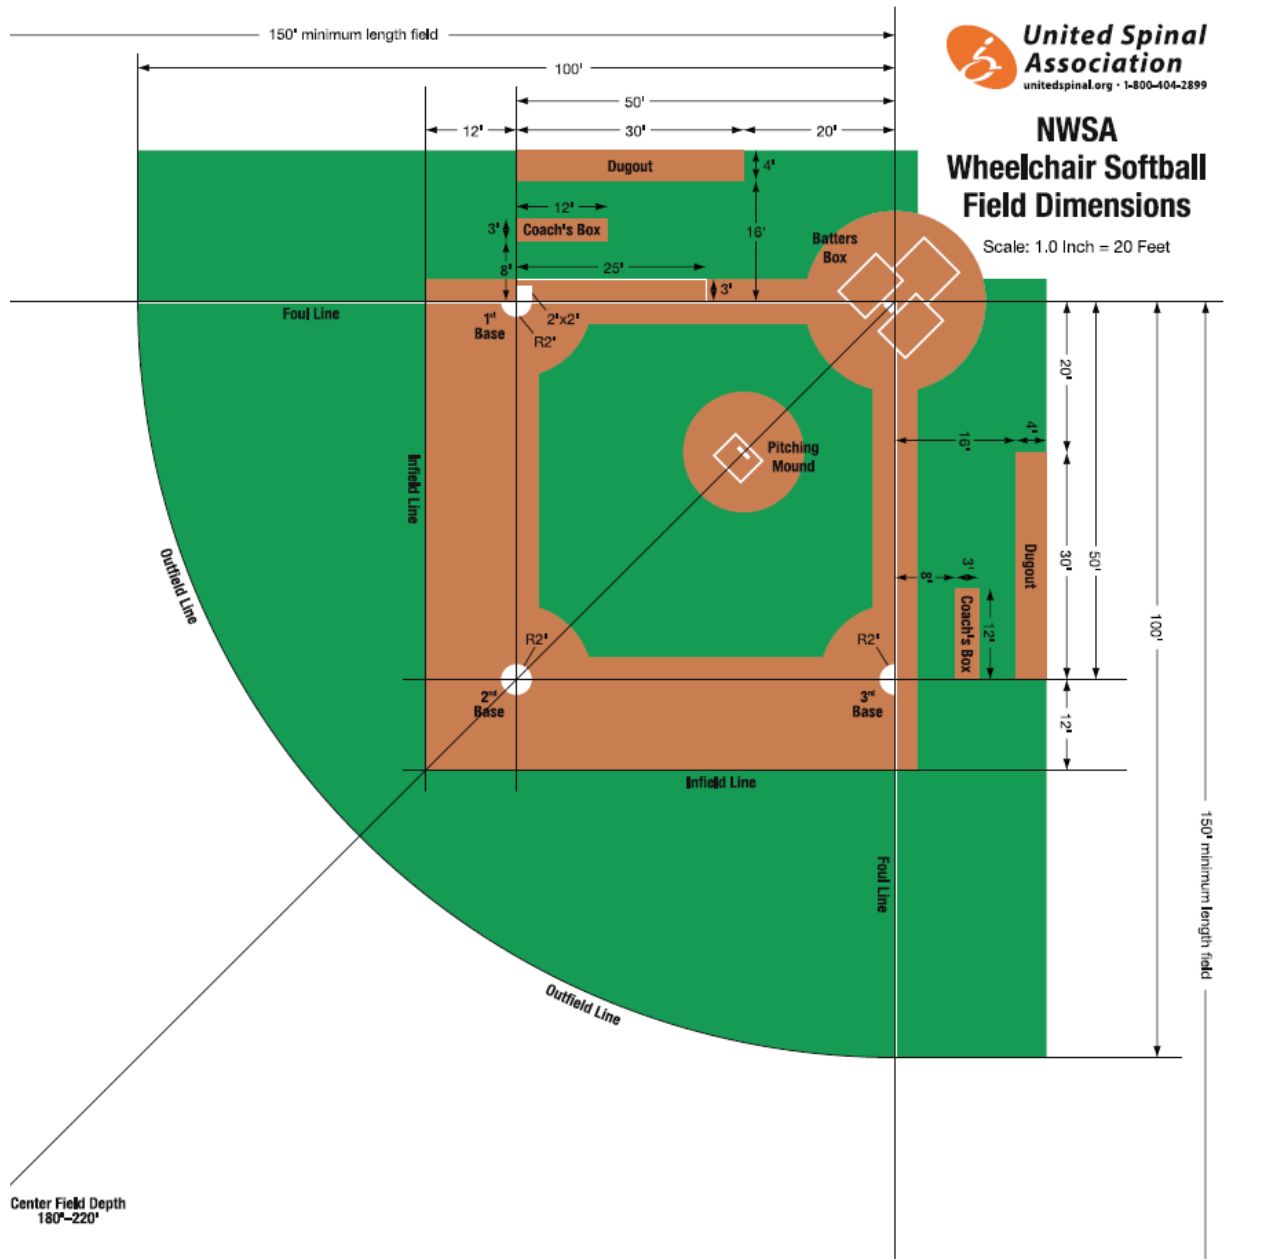 150' minimum length field
100'
50'
12'
30'
20'
United Spinal
Association
unitedspinal.org • 1-800-404-2899
NWSA
Wheelchair Softball
Field Dimensions
Scale: 1.0 Inch = 20 Feet
Dugout
4'
12'
3'
Coach's Box
16'
8'
25'
3'
Batters
Box
Foul Line
1st
Base
2'x2'
R2'
20'
16'
4'
Pitching
Mound
Infield Line
Outfield Line
Dugout
30'
50'
8'
3'
Coach's Box
12'
100'
R2'
R2'
2nd
Base
3rd
Base
12'
Infield Line
Foul Line
150' minimum length field
Outfield Line
Center Field Depth
180'–220'